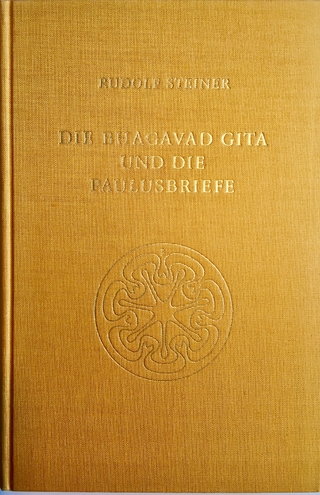 RUDOLF STEINER
DIE BHAGAVAD GITA
UND DIE
PAULUSBRIEFE